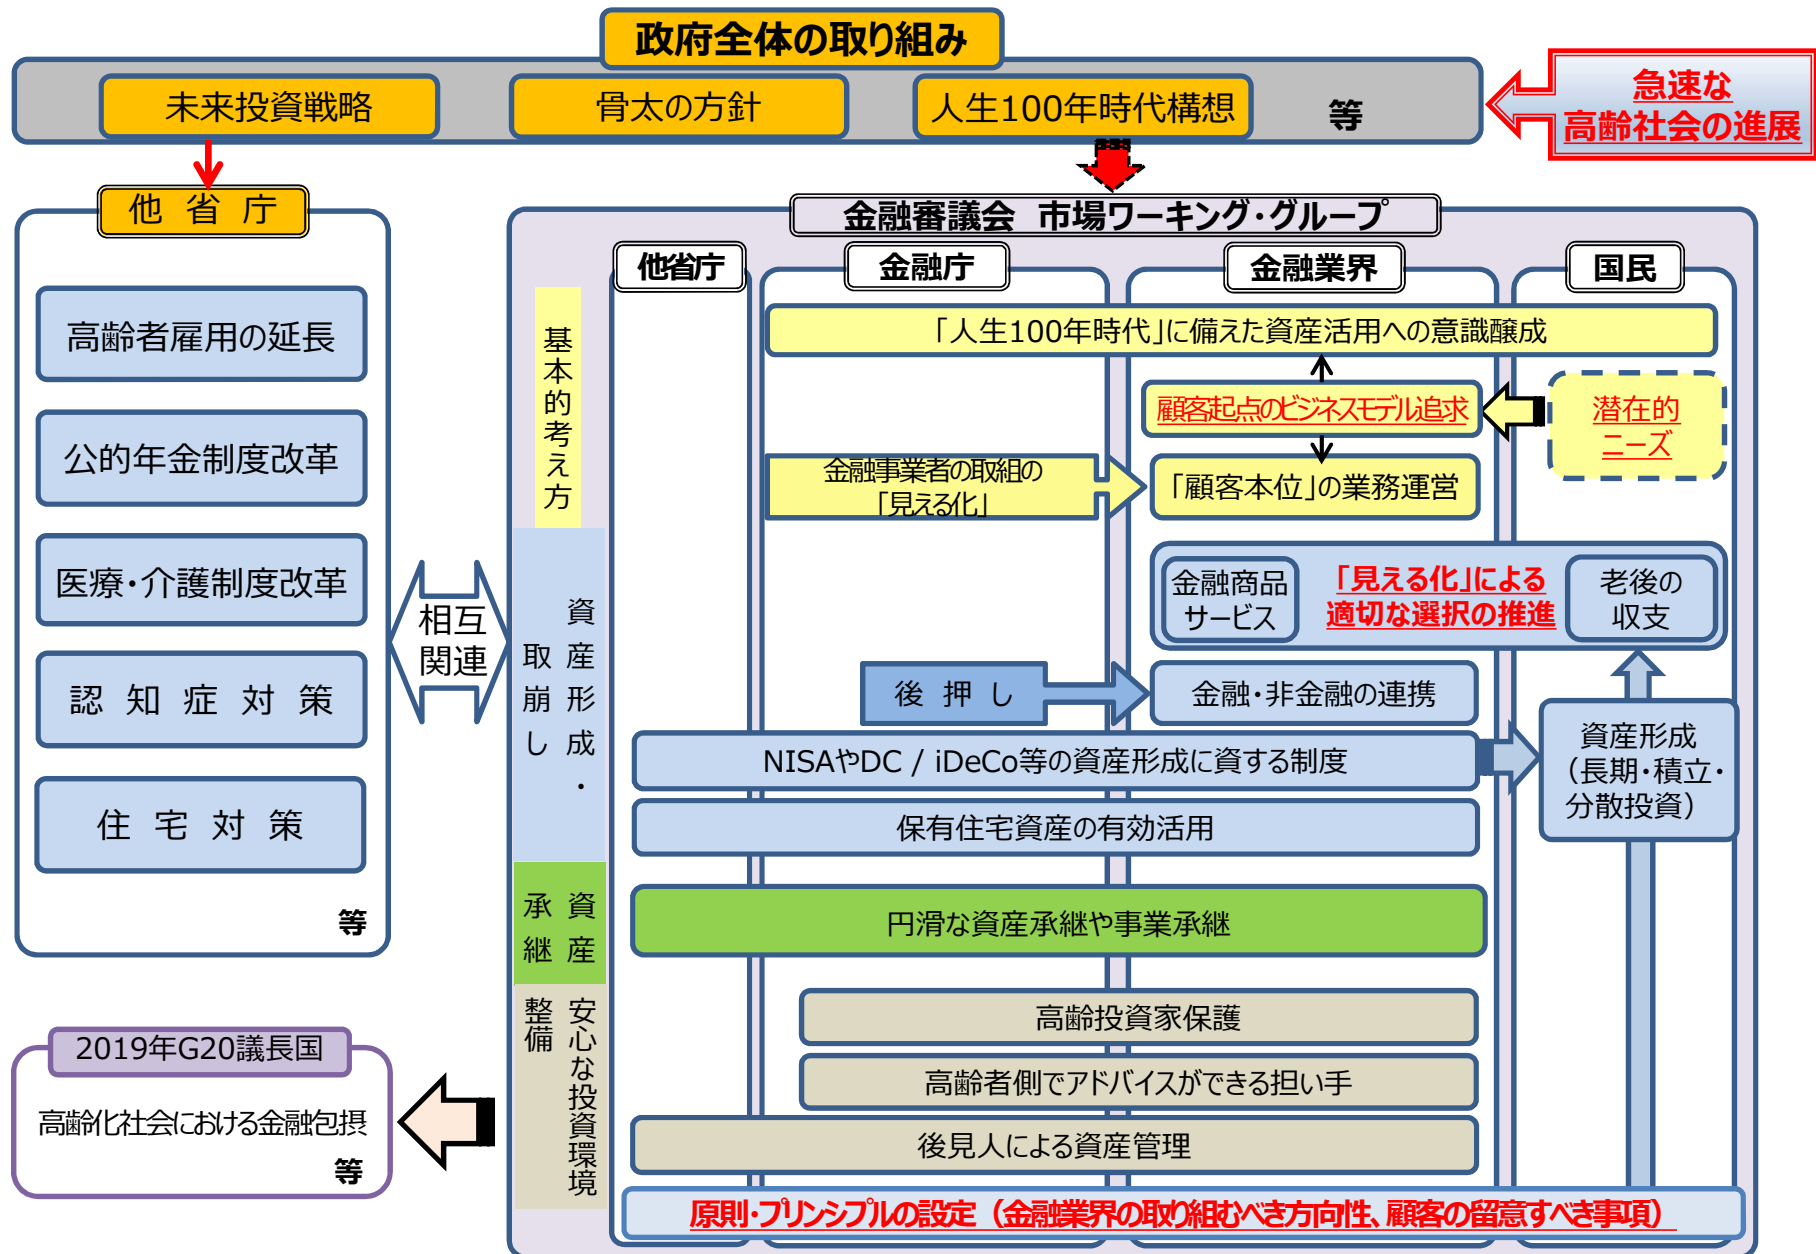 政府全体の取り組み
未来投資戦略
骨太の方針
人生100年時代構想
等
急速な
高齢社会の進展
他省庁
高齢者雇用の延長
公的年金制度改革
医療・介護制度改革
認知症対策
住宅対策
等
相互
関連
2019年G20議長国
高齢化社会における金融包摂
等
金融審議会 市場ワーキング・グループ
他省庁
金融庁
金融業界
国民
基本的考え方
「人生100年時代」に備えた資産活用への意識醸成
顧客起点のビジネスモデル追求
潜在的
ニーズ
金融事業者の取組の
「見える化」
「顧客本位」の業務運営
資産形成・
取崩し
金融商品
サービス
「見える化」による
適切な選択の推進
老後の
収支
後押し
金融・非金融の連携
NISAやDC / iDeCo等の資産形成に資する制度
資産形成
（長期・積立・
分散投資）
保有住宅資産の有効活用
資産
承継
円滑な資産承継や事業承継
安心な投資環境
整備
高齢投資家保護
高齢者側でアドバイスができる担い手
後見人による資産管理
原則・プリンシプルの設定（金融業界の取り組むべき方向性、顧客の留意すべき事項）